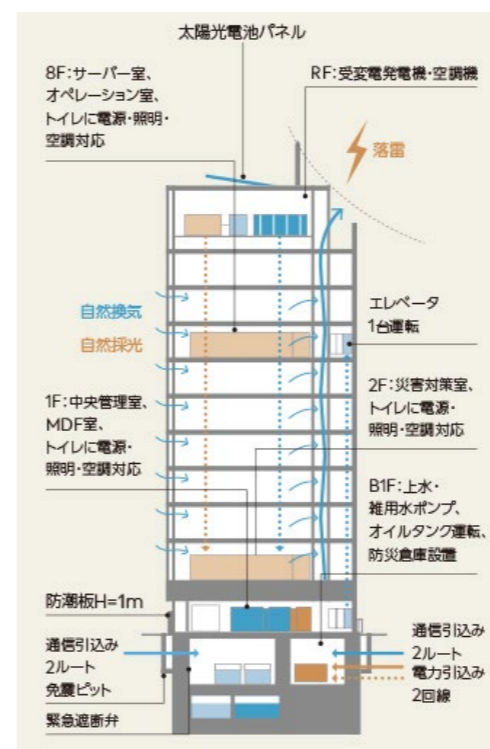 太陽光電池パネル
8F:サーバー室、
オペレーション室、
トイレに電源・照明・
空調対応
RF:受変電発電機・空調機
落雷
自然換気
自然採光
エレベータ
1台運転
1F:中央管理室、
MDF室、
トイレに電源・
照明・空調対応
2F:災害対策室、
トイレに電源・
照明・空調対応
B1F:上水・
雑用水ポンプ、
オイルタンク運転、
防災倉庫設置
防潮板H=1m
通信引込み
2ルート
免震ピット
緊急遮断弁
通信引込み
2ルート
電力引込み
2回線